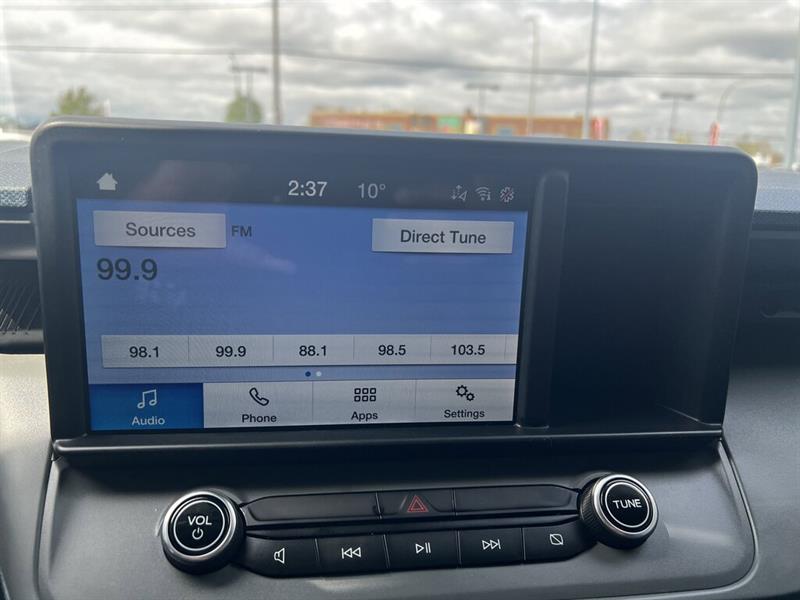 2:37 10°
Sources FM Direct Tune
99.9
98.1 99.9 88.1 98.5 103.5
Audio Phone Apps Settings
VOL TUNE